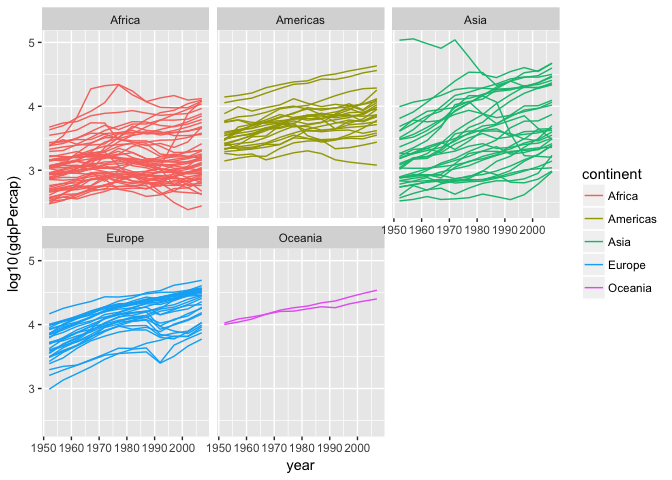 Africa
Americas
Asia
5
4
3
continent
Africa
Americas
Asia
Europe
Oceania
log10(gdpPercap)
1950 1960 1970 1980 1990 2000
Europe
Oceania
5
4
3
1950 1960 1970 1980 1990 2000
1950 1960 1970 1980 1990 2000
year